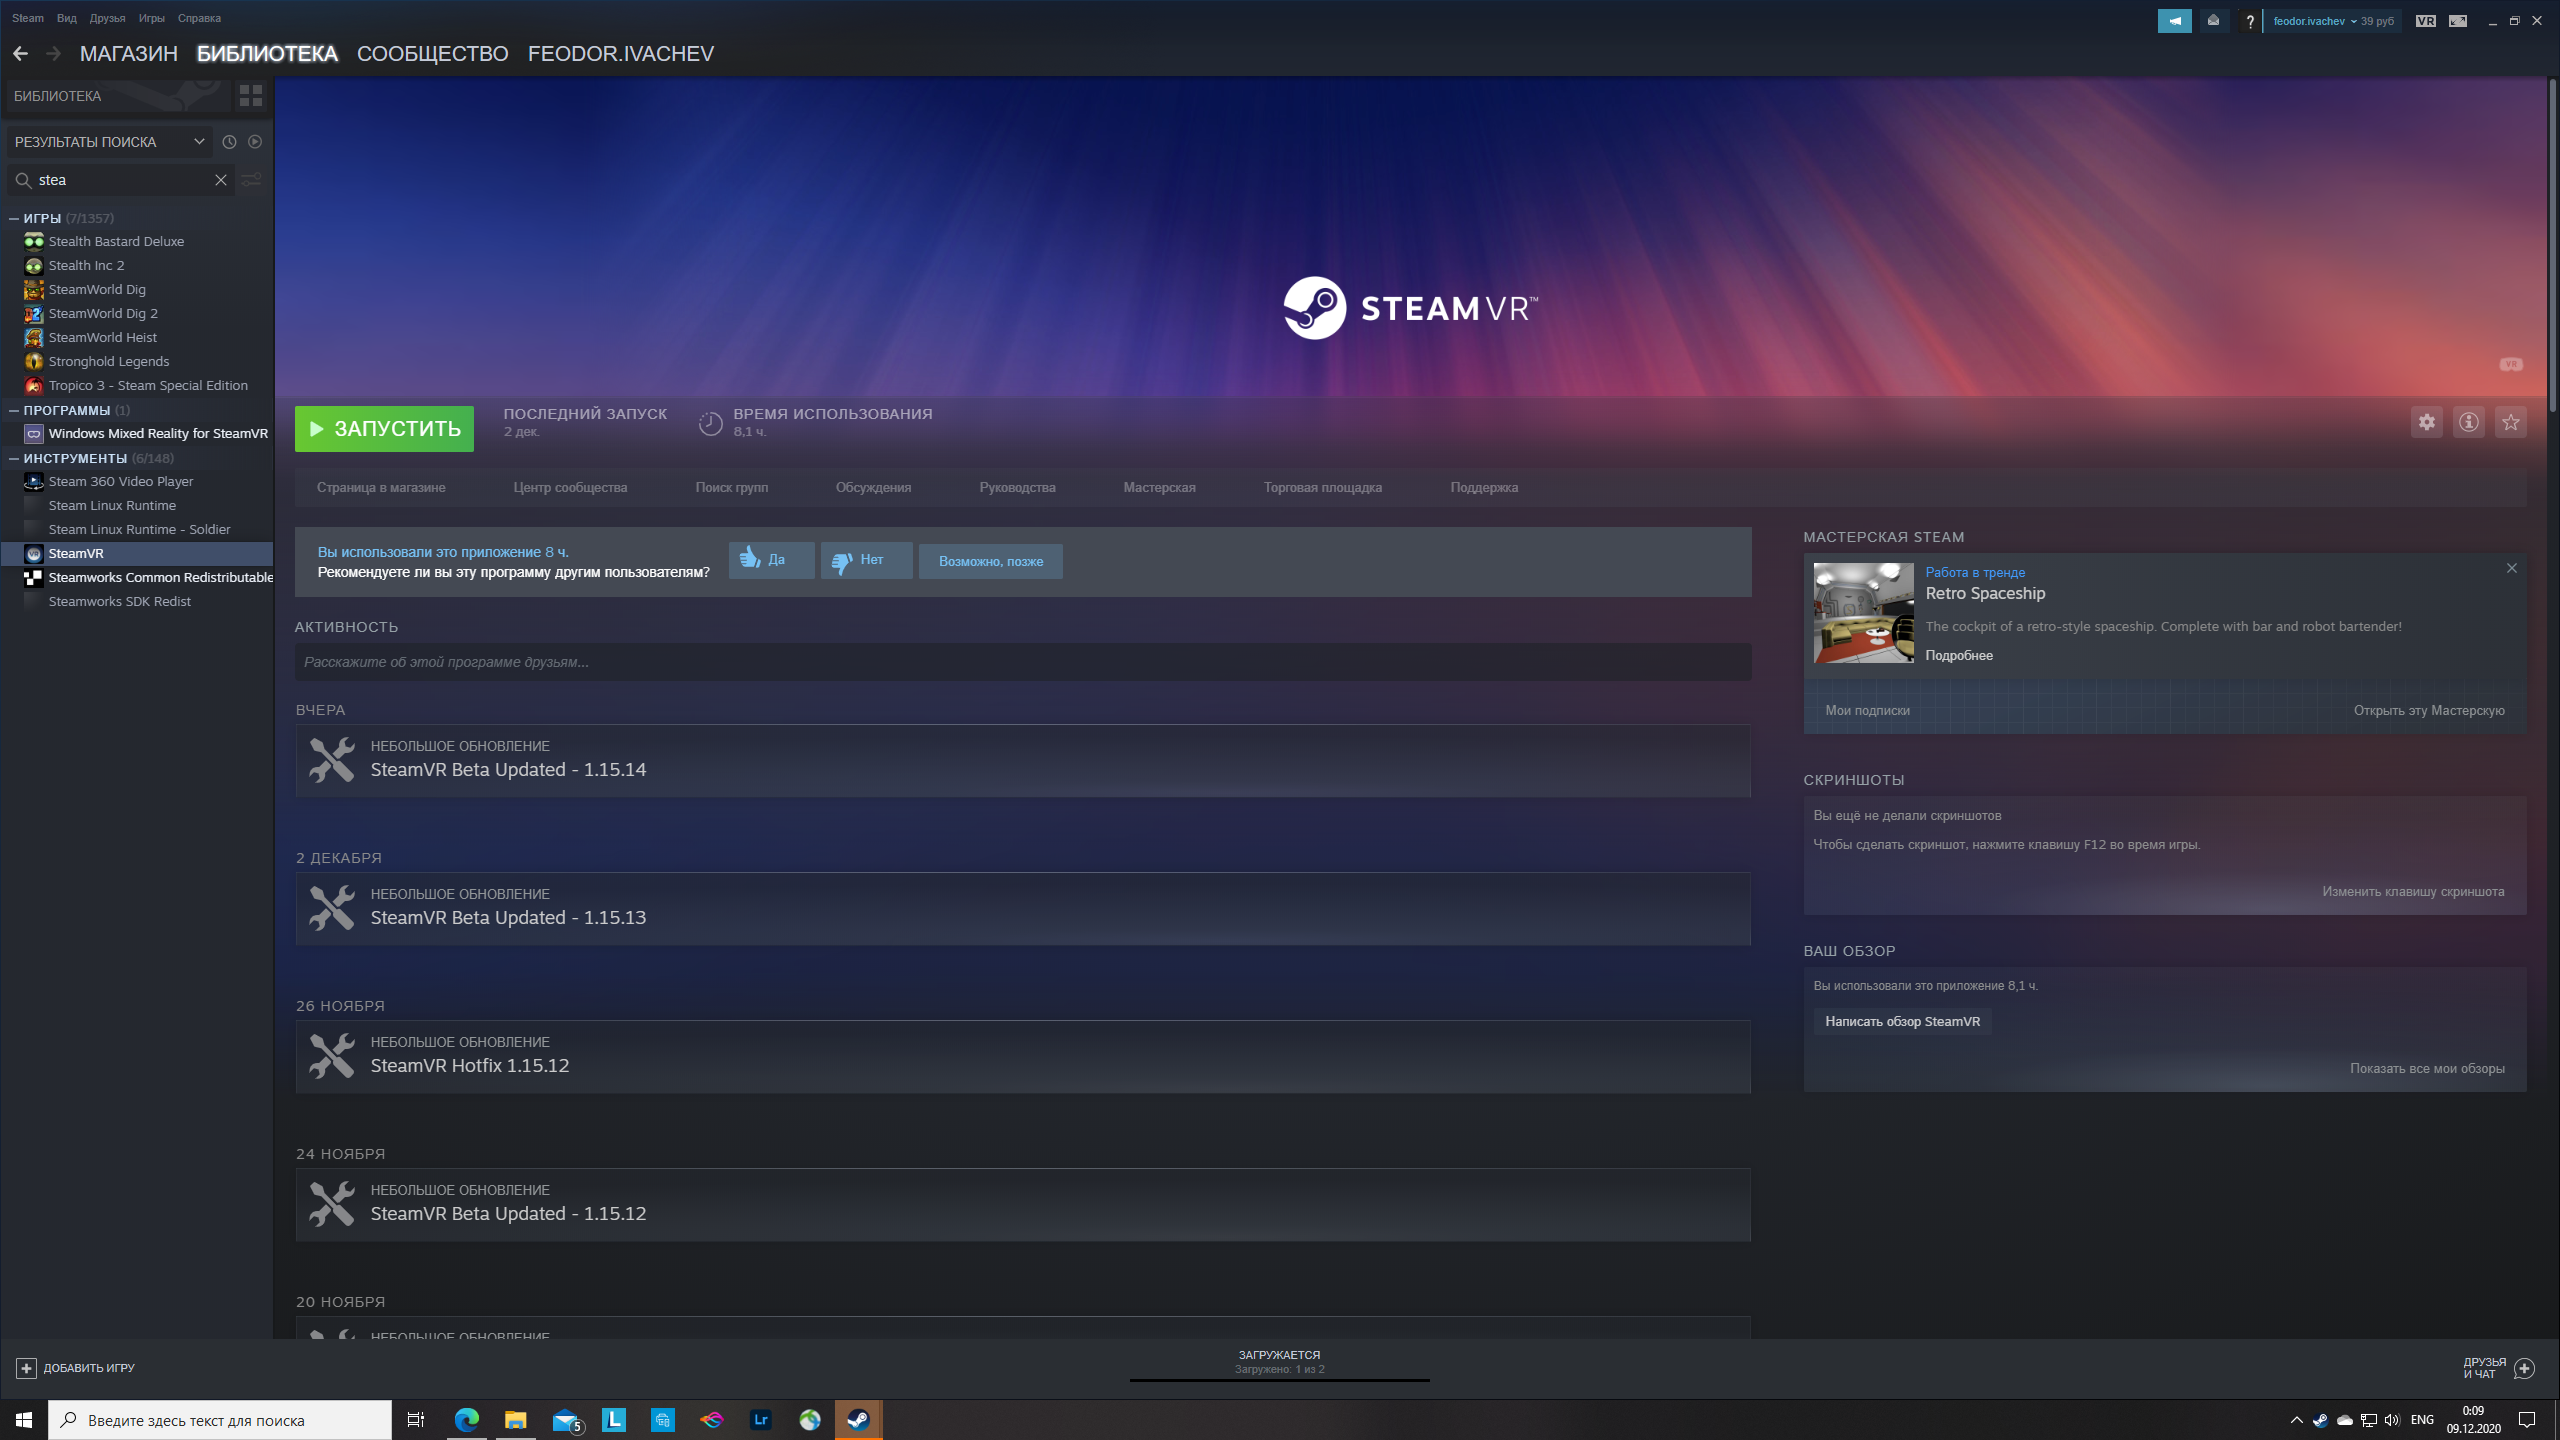 Steam Вид Друзья Игры Справка
? feodor.ivachev 39 руб VR
МАГАЗИН БИБЛИОТЕКА СООБЩЕСТВО FEODOR.IVACHEV
БИБЛИОТЕКА
РЕЗУЛЬТАТЫ ПОИСКА
stea
ИГРЫ (7/1357)
Stealth Bastard Deluxe
Stealth Inc 2
SteamWorld Dig
SteamWorld Dig 2
SteamWorld Heist
Stronghold Legends
Tropico 3 - Steam Special Edition
ПРОГРАММЫ (1)
Windows Mixed Reality for SteamVR
ИНСТРУМЕНТЫ (6/148)
Steam 360 Video Player
Steam Linux Runtime
Steam Linux Runtime - Soldier
SteamVR
Steamworks Common Redistributable
Steamworks SDK Redist
STEAMVR™
VR
ЗАПУСТИТЬ
ПОСЛЕДНИЙ ЗАПУСК
2 дек.
ВРЕМЯ ИСПОЛЬЗОВАНИЯ
8,1 ч.
Страница в магазине Центр сообщества Поиск групп Обсуждения Руководства Мастерская Торговая площадка Поддержка
Вы использовали это приложение 8 ч.
Рекомендуете ли вы эту программу другим пользователям?
Да Нет Возможно, позже
АКТИВНОСТЬ
Расскажите об этой программе друзьям...
ВЧЕРА
НЕБОЛЬШОЕ ОБНОВЛЕНИЕ
SteamVR Beta Updated - 1.15.14
2 ДЕКАБРЯ
НЕБОЛЬШОЕ ОБНОВЛЕНИЕ
SteamVR Beta Updated - 1.15.13
26 НОЯБРЯ
НЕБОЛЬШОЕ ОБНОВЛЕНИЕ
SteamVR Hotfix 1.15.12
24 НОЯБРЯ
НЕБОЛЬШОЕ ОБНОВЛЕНИЕ
SteamVR Beta Updated - 1.15.12
20 НОЯБРЯ
НЕБОЛЬШОЕ ОБНОВЛЕНИЕ
МАСТЕРСКАЯ STEAM
Работа в тренде
Retro Spaceship
The cockpit of a retro-style spaceship. Complete with bar and robot bartender!
Подробнее
Мои подписки Открыть эту Мастерскую
СКРИНШОТЫ
Вы ещё не делали скриншотов
Чтобы сделать скриншот, нажмите клавишу F12 во время игры.
Изменить клавишу скриншота
ВАШ ОБЗОР
Вы использовали это приложение 8,1 ч.
Написать обзор SteamVR
Показать все мои обзоры
ДОБАВИТЬ ИГРУ
ЗАГРУЖАЕТСЯ
Загружено: 1 из 2
ДРУЗЬЯ
И ЧАТ
Введите здесь текст для поиска
5
L
Lr
ENG
0:09
09.12.2020